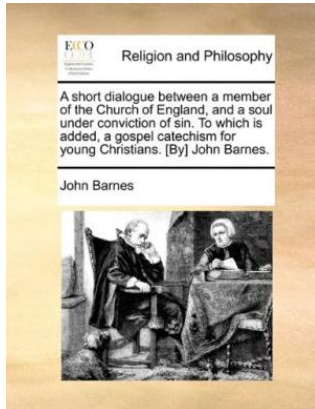 ECCO
Religion and Philosophy
A short dialogue between a member
of the Church of England, and a soul
under conviction of sin. To which is
added, a gospel catechism for
young Christians. [By] John Barnes.
John Barnes